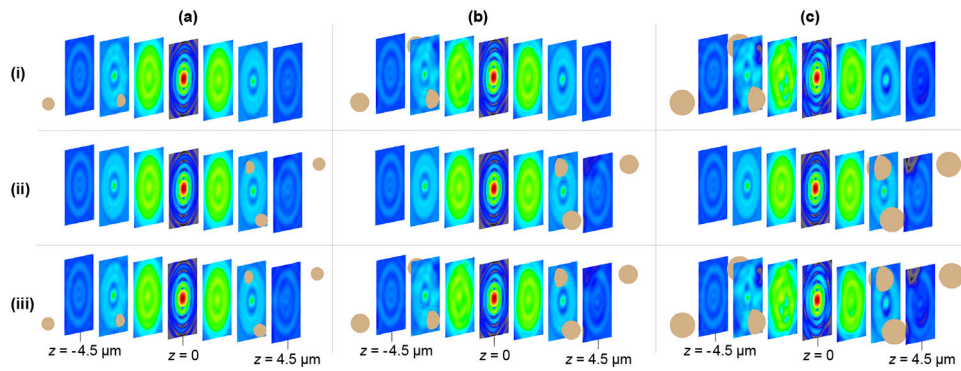 (a) (b) (c)
(i)
(ii)
(iii)
z = -4.5 µm z = 0 z = 4.5 µm z = -4.5 µm z = 0 z = 4.5 µm z = -4.5 µm z = 0 z = 4.5 µm